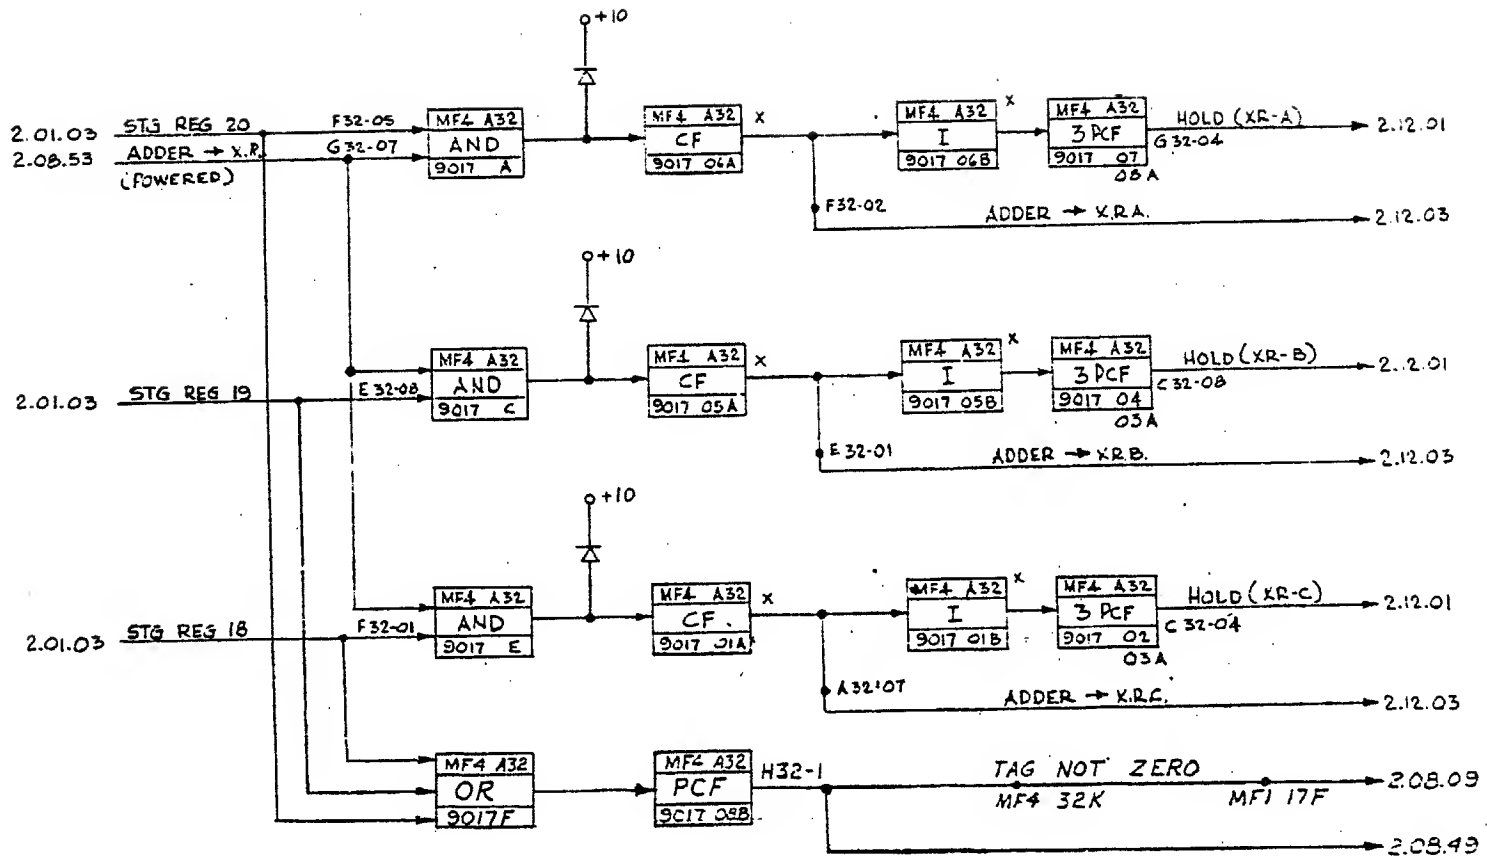 +10
2.01.03 STG REG 20 F32-05 MF4 A32 AND 9017 A MF4 A32 CF 9017 06A X MF4 A32 I 9017 06B X MF4 A32 3 PCF 9017 07 08A HOLD (XR-A) G32-04 2.12.01
2.08.53 ADDER → X.R. G32-07
(POWERED)
F32-02 ADDER → X.R.A. 2.12.03
+10
2.01.03 STG REG 19 E32-08 MF4 A32 AND 9017 C MF4 A32 CF 9017 05A X MF4 A32 I 9017 05B X MF4 A32 3 PCF 9017 04 03A HOLD (XR-B) C32-08 2.12.01
E32-01 ADDER → X.R.B. 2.12.03
+10
2.01.03 STG REG 18 F32-01 MF4 A32 AND 9017 E MF4 A32 CF 9017 01A X MF4 A32 I 9017 01B X MF4 A32 3 PCF 9017 02 03A HOLD (XR-C) C32-04 2.12.01
A32-07 ADDER → X.R.C. 2.12.03
MF4 A32 OR 9017F MF4 A32 PCF 9017 08B H32-1 TAG NOT ZERO 2.08.09
MF4 32K MF1 17F
2.08.49